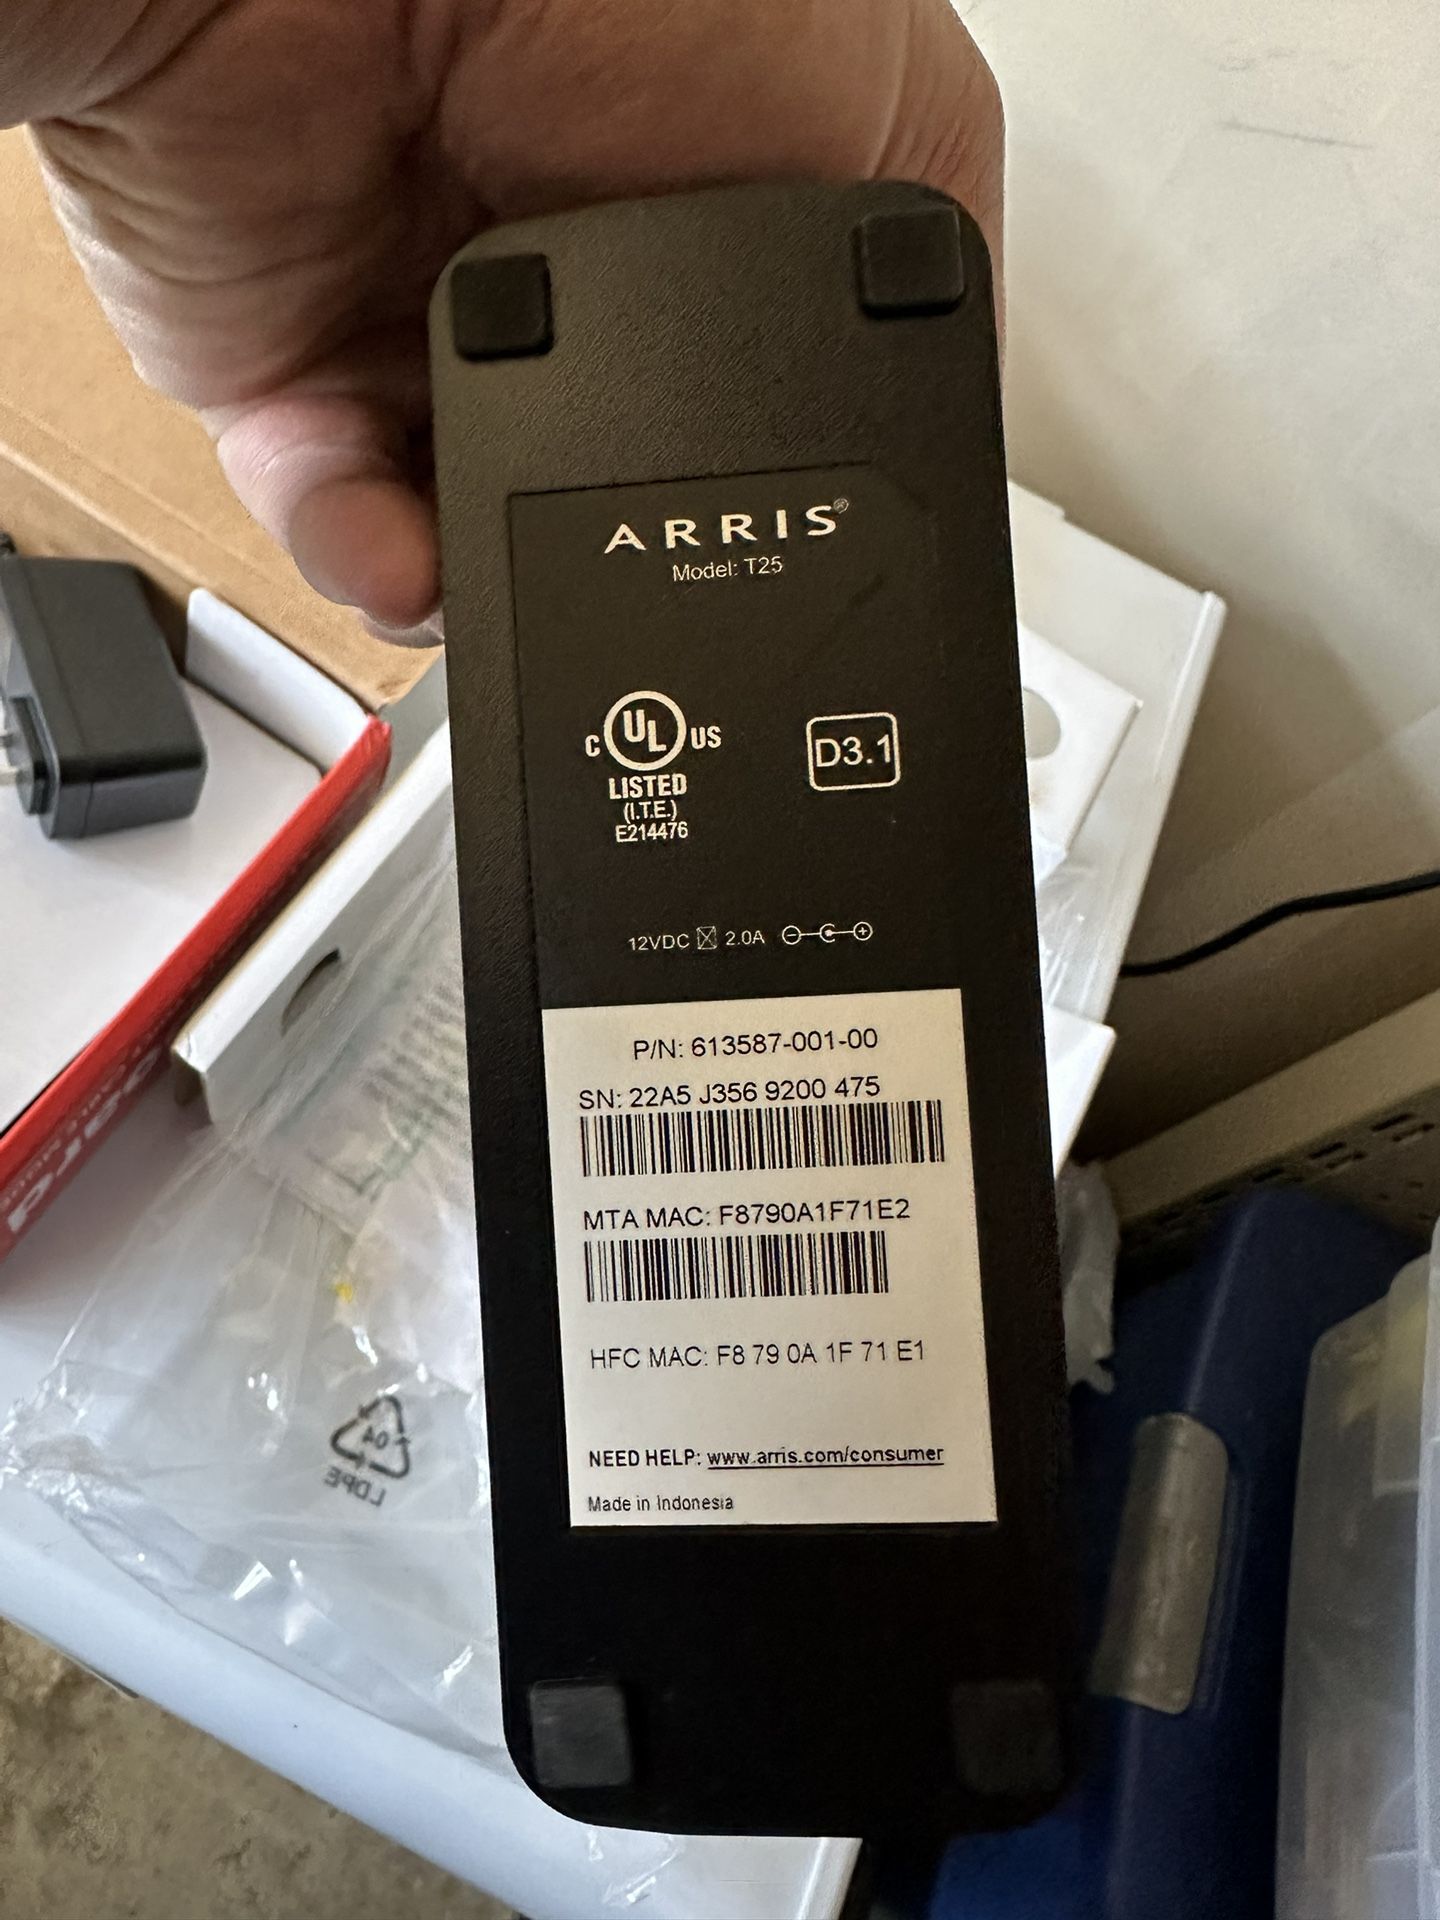 ARRIS®
Model: T25
C UL US
LISTED
(I.T.E.)
E214476
D3.1
12VDC 2.0A
P/N: 613587-001-00
SN: 22A5 J356 9200 475
MTA MAC: F8790A1F71E2
HFC MAC: F8 79 0A 1F 71 E1
NEED HELP: www.arris.com/consumer
Made in Indonesia
04
LDPE